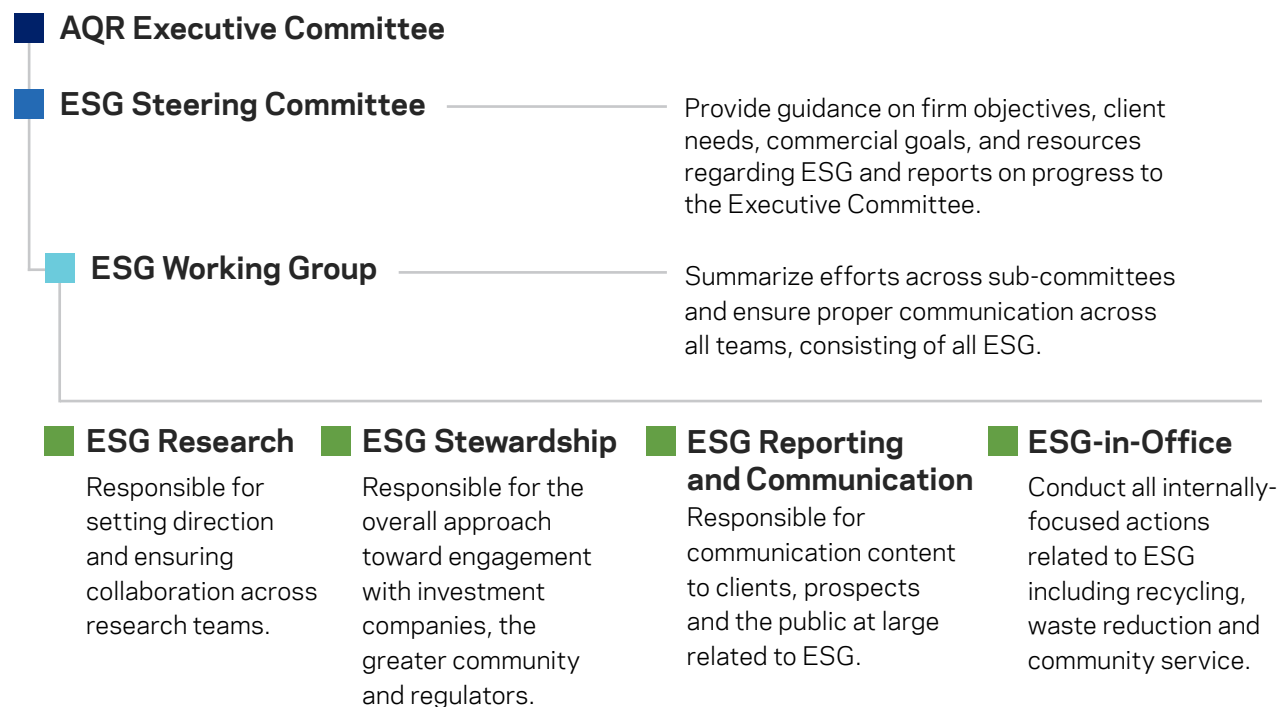 AQR Executive Committee
ESG Steering Committee
Provide guidance on firm objectives, client
needs, commercial goals, and resources
regarding ESG and reports on progress to
the Executive Committee.
ESG Working Group
Summarize efforts across sub-committees
and ensure proper communication across
all teams, consisting of all ESG.
ESG Research
Responsible for
setting direction
and ensuring
collaboration across
research teams.
ESG Stewardship
Responsible for the
overall approach
toward engagement
with investment
companies, the
greater community
and regulators.
ESG Reporting
and Communication
Responsible for
communication content
to clients, prospects
and the public at large
related to ESG.
ESG-in-Office
Conduct all internally-
focused actions
related to ESG
including recycling,
waste reduction and
community service.